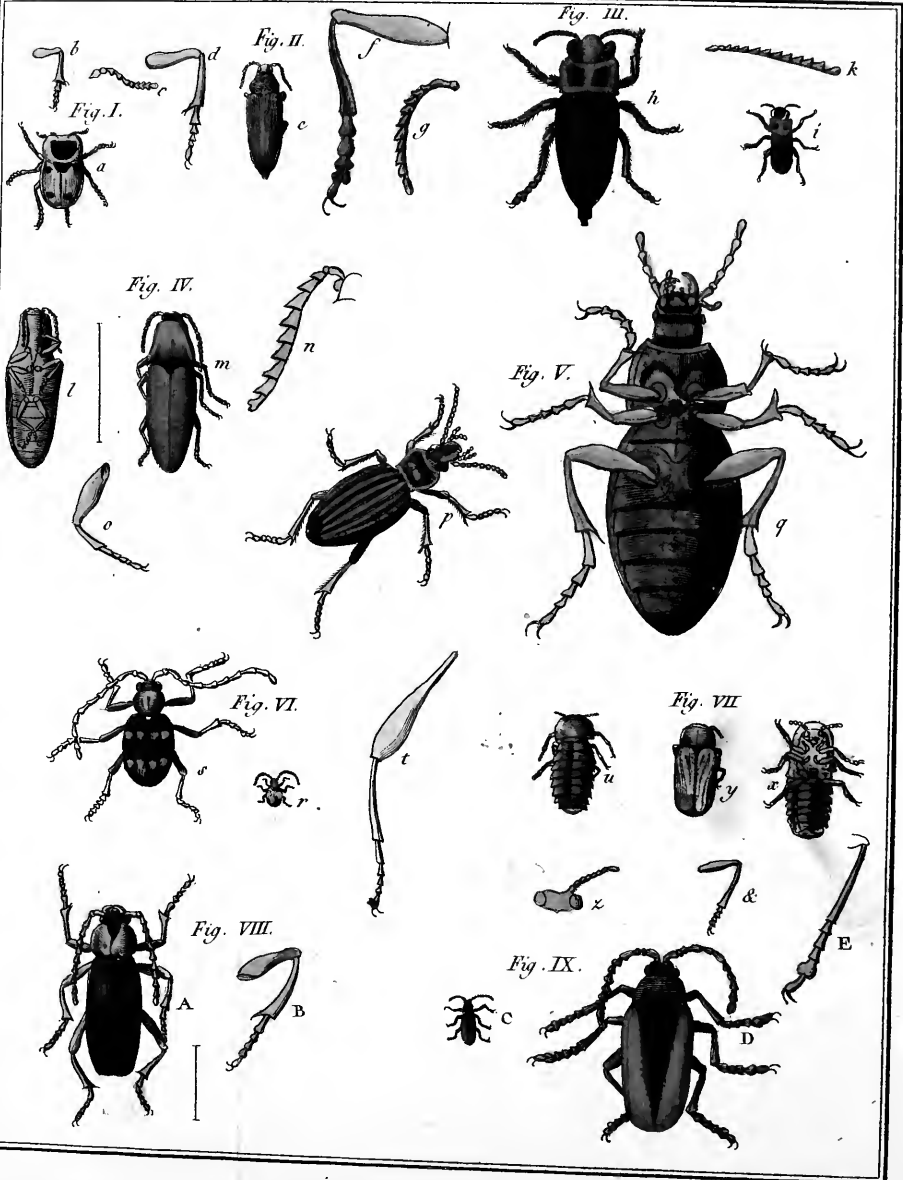 Fig. I.
b
c
d
a
Fig. II.
c
f
g
Fig. III.
h
k
i
l
Fig. IV.
m
n
o
p
Fig. V.
q
Fig. VI.
s
r
t
Fig. VII
u
y
x
z
&
E
Fig. VIII.
A
B
Fig. IX.
C
D